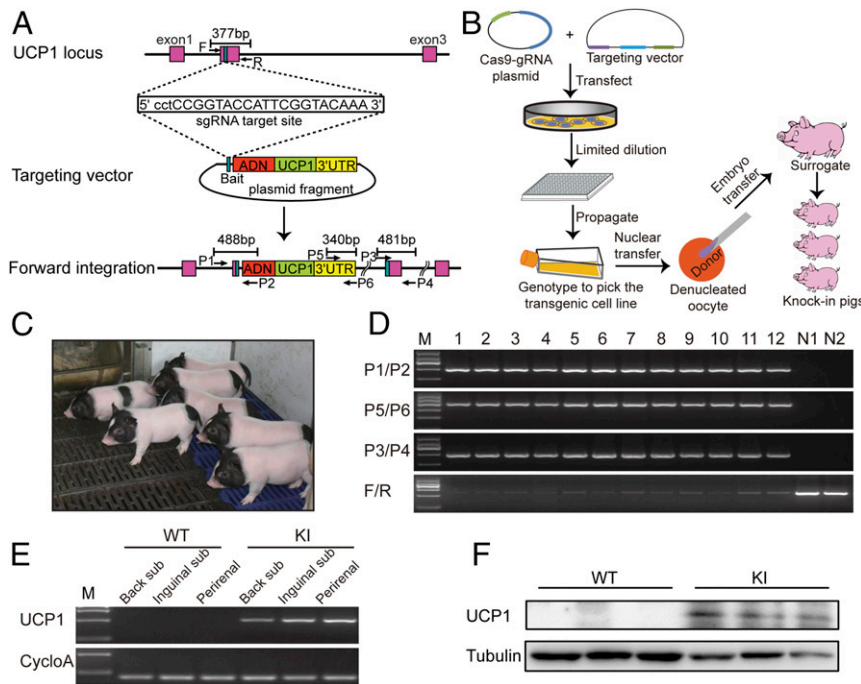 A
377bp
exon1
F
exon3
UCP1 locus
R
5' cctCCGGTACCATTCGGTACAAA 3'
sgRNA target site
ADN UCP1 3'UTR
Targeting vector
Bait
plasmid fragment
488bp
340bp
481bp
P1
P5
P3
Forward integration
ADN UCP1 3'UTR
P2
P6
P4
B
+
Cas9-gRNA
plasmid
Targeting vector
Transfect
Limited dilution
Propagate
Genotype to pick the
transgenic cell line
Nuclear
transfer
Donor
Denucleated
oocyte
Embryo
transfer
Surrogate
Knock-in pigs
C
D
M 1 2 3 4 5 6 7 8 9 10 11 12 N1 N2
P1/P2
P5/P6
P3/P4
F/R
E
WT KI
M Back sub Inguinal sub Perirenal Back sub Inguinal sub Perirenal
UCP1
CycloA
F
WT KI
UCP1
Tubulin